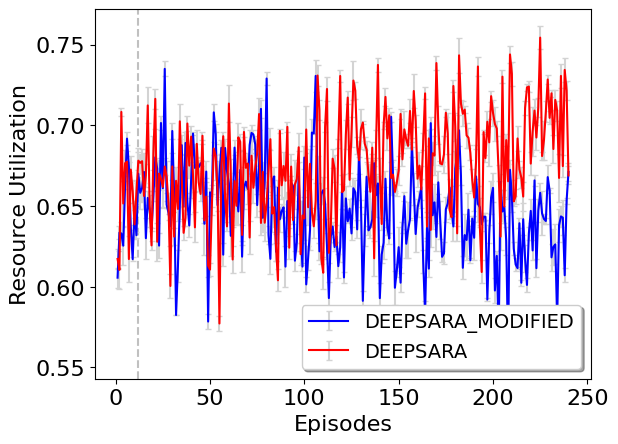 Resource Utilization
0.75
0.70
0.65
0.60
0.55
DEEPSARA_MODIFIED
DEEPSARA
0
50
100
150
200
250
Episodes